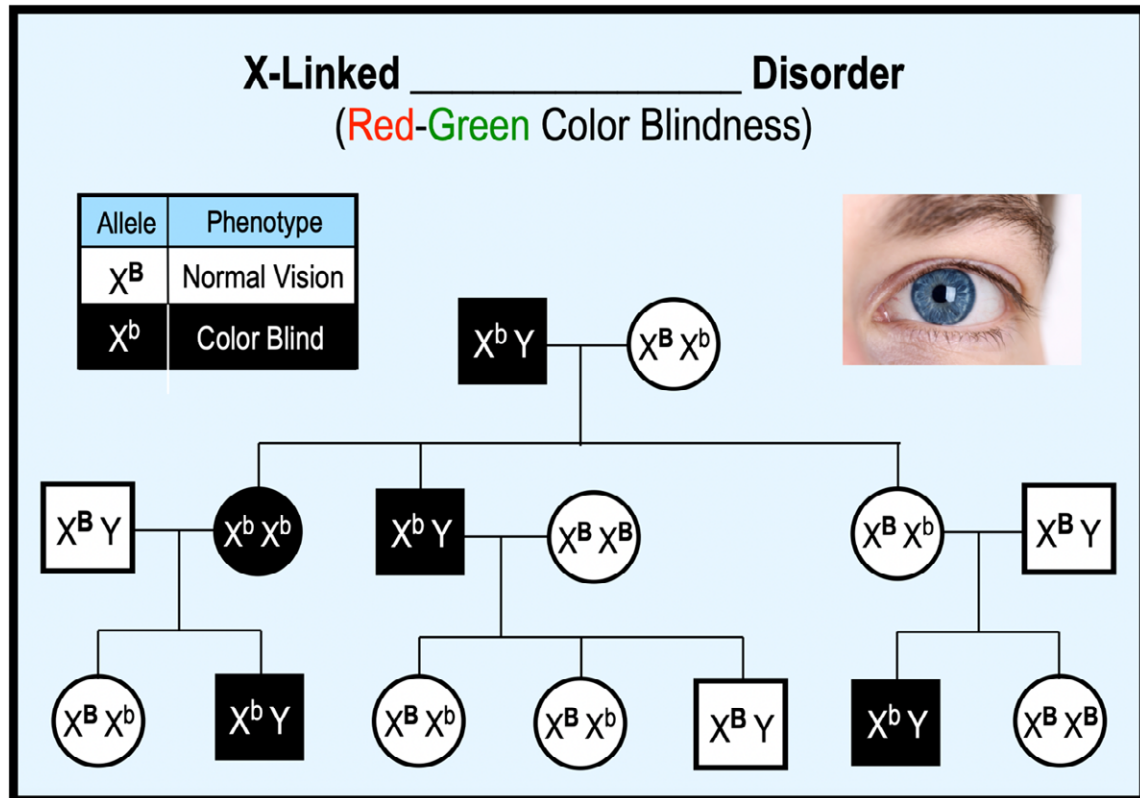 X-Linked ________________ Disorder
(Red-Green Color Blindness)
Allele Phenotype
Xᴮ Normal Vision
Xᵇ Color Blind
Xᵇ Y Xᴮ Xᵇ
Xᴮ Y Xᵇ Xᵇ Xᵇ Y Xᴮ Xᴮ Xᴮ Xᵇ Xᴮ Y
Xᴮ Xᵇ Xᵇ Y Xᴮ Xᵇ Xᴮ Xᵇ Xᴮ Y Xᵇ Y Xᴮ Xᴮ